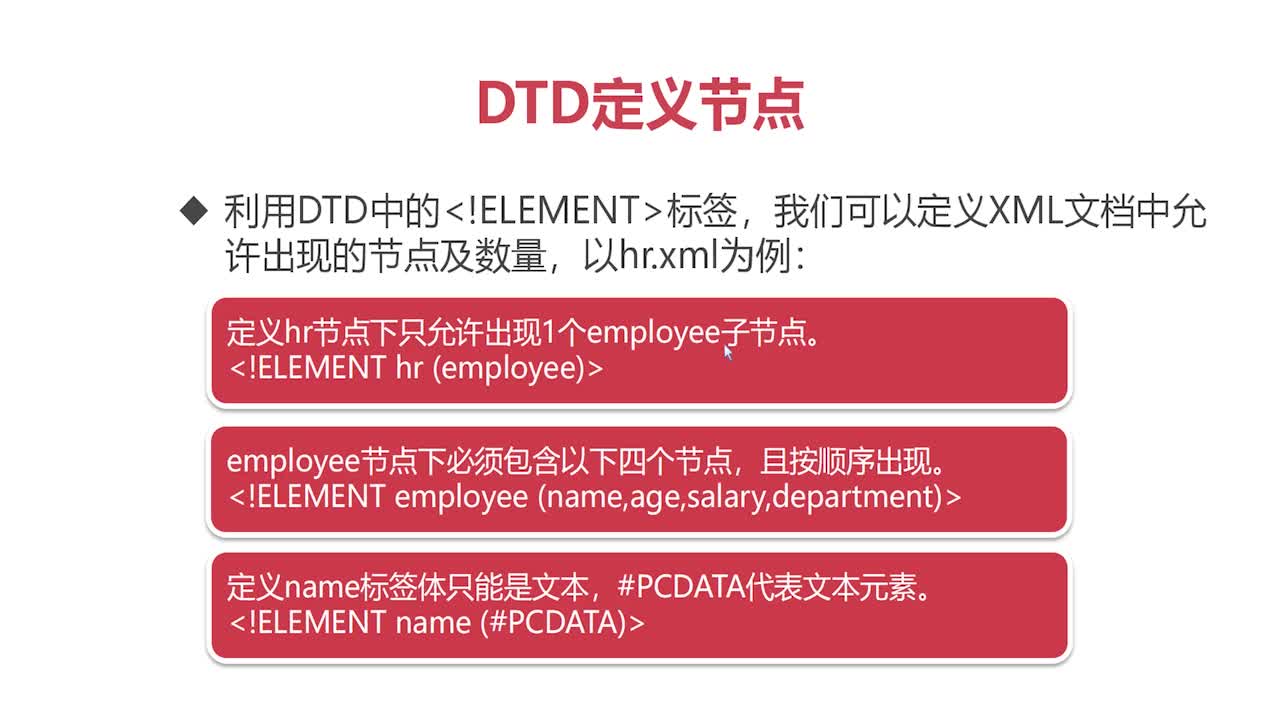 DTD定义节点
利用DTD中的<!ELEMENT>标签，我们可以定义XML文档中允
许出现的节点及数量，以hr.xml为例：
定义hr节点下只允许出现1个employee子节点。
<!ELEMENT hr (employee)>
employee节点下必须包含以下四个节点，且按顺序出现。
<!ELEMENT employee (name,age,salary,department)>
定义name标签体只能是文本，#PCDATA代表文本元素。
<!ELEMENT name (#PCDATA)>